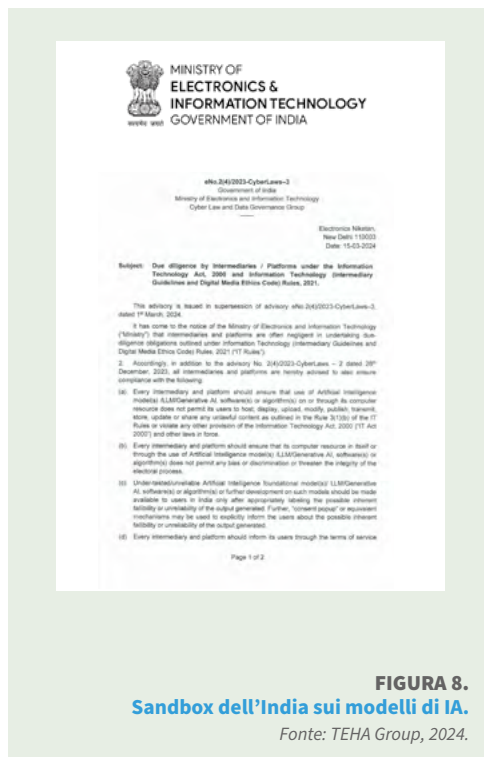 MINISTRY OF
ELECTRONICS &
INFORMATION TECHNOLOGY
GOVERNMENT OF INDIA
सत्यमेव जयते
eNo.2(4)/2023-CyberLaws-3
Government of India
Ministry of Electronics and Information Technology
Cyber Law and Data Governance Group
Electronics Niketan,
New Delhi 110003
Date: 15-03-2024
Subject: Due diligence by Intermediaries / Platforms under the Information
Technology Act, 2000 and Information Technology (Intermediary
Guidelines and Digital Media Ethics Code) Rules, 2021.
This advisory is issued in supersession of advisory eNo.2(4)/2023-CyberLaws-3,
dated 1st March, 2024.
It has come to the notice of the Ministry of Electronics and Information Technology
("Ministry") that intermediaries and platforms are often negligent in undertaking due-
diligence obligations outlined under Information Technology (Intermediary Guidelines and
Digital Media Ethics Code) Rules, 2021 ("IT Rules").
2. Accordingly, in addition to the advisory No. 2(4)/2023-CyberLaws – 2 dated 26th
December, 2023, all intermediaries and platforms are hereby advised to also ensure
compliance with the following:
(a) Every intermediary and platform should ensure that use of Artificial Intelligence
model(s) /LLM/Generative AI, software(s) or algorithm(s) on or through its computer
resource does not permit its users to host, display, upload, modify, publish, transmit,
store, update or share any unlawful content as outlined in the Rule 3(1)(b) of the IT
Rules or violate any other provision of the Information Technology Act, 2000 ("IT Act
2000") and other laws in force.
(b) Every intermediary and platform should ensure that its computer resource in itself or
through the use of Artificial Intelligence model(s) /LLM/Generative AI, software(s) or
algorithm(s) does not permit any bias or discrimination or threaten the integrity of the
electoral process.
(c) Under-tested/unreliable Artificial Intelligence foundational model(s)/ LLM/Generative
AI, software(s) or algorithm(s) or further development on such models should be made
available to users in India only after appropriately labeling the possible inherent
fallibility or unreliability of the output generated. Further, "consent popup" or equivalent
mechanisms may be used to explicitly inform the users about the possible inherent
fallibility or unreliability of the output generated.
(d) Every intermediary and platform should inform its users through the terms of service
Page 1 of 2
FIGURA 8.
Sandbox dell'India sui modelli di IA.
Fonte: TEHA Group, 2024.